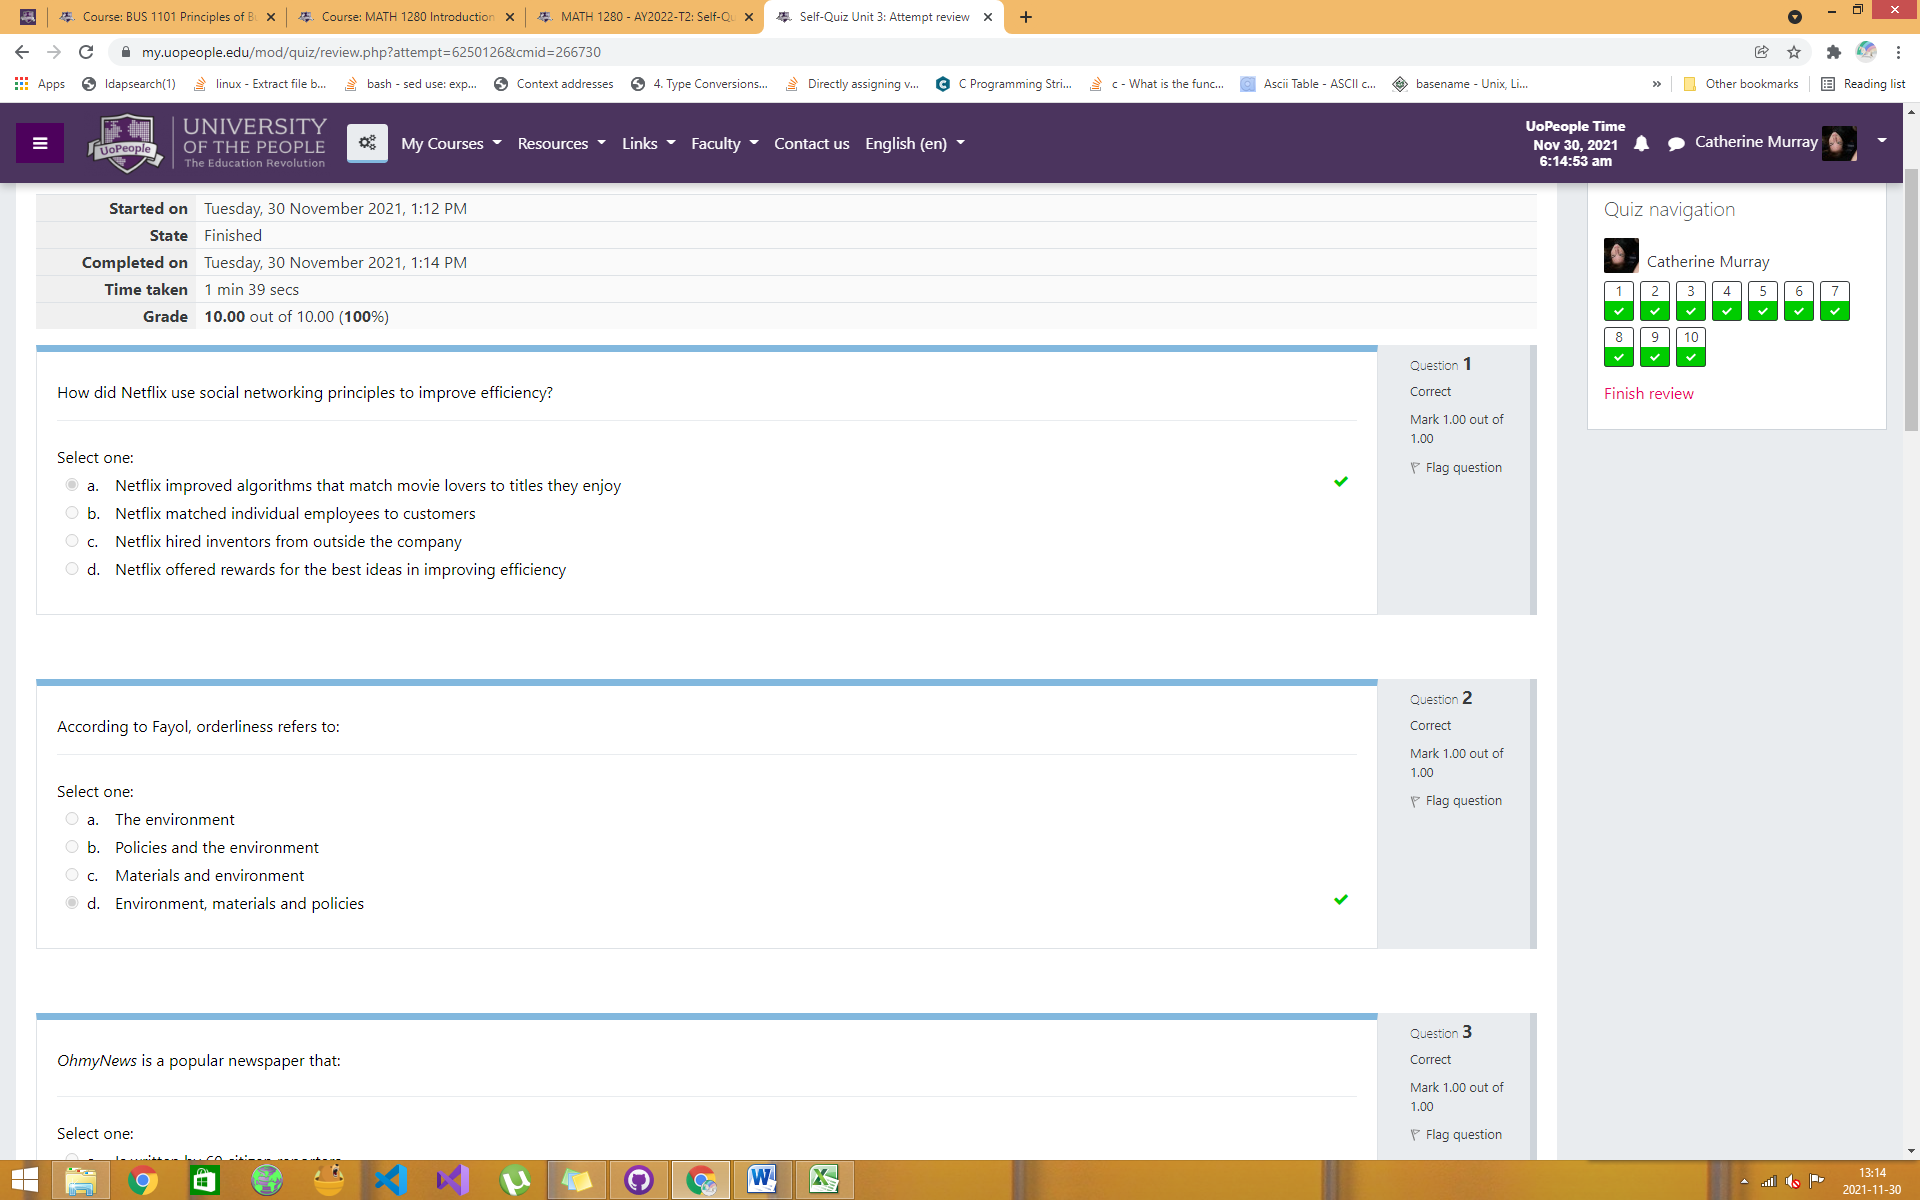 Course: BUS 1101 Principles of B
Course: MATH 1280 Introduction
MATH 1280 - AY2022-T2: Self-Qu
Self-Quiz Unit 3: Attempt review
my.uopeople.edu/mod/quiz/review.php?attempt=6250126&cmid=266730
Apps
ldapsearch(1)
linux - Extract file b...
bash - sed use: exp...
Context addresses
4. Type Conversions...
Directly assigning v...
C Programming Stri...
c - What is the func...
Ascii Table - ASCII c...
basename - Unix, Li...
»
Other bookmarks
Reading list
UoPeople
UNIVERSITY
OF THE PEOPLE
The Education Revolution
My Courses
Resources
Links
Faculty
Contact us
English (en)
UoPeople Time
Nov 30, 2021
6:14:53 am
Catherine Murray
Started on Tuesday, 30 November 2021, 1:12 PM
State Finished
Completed on Tuesday, 30 November 2021, 1:14 PM
Time taken 1 min 39 secs
Grade 10.00 out of 10.00 (100%)
Quiz navigation
Catherine Murray
1 2 3 4 5 6 7
8 9 10
Finish review
Question 1
Correct
Mark 1.00 out of
1.00
Flag question
How did Netflix use social networking principles to improve efficiency?
Select one:
a. Netflix improved algorithms that match movie lovers to titles they enjoy
b. Netflix matched individual employees to customers
c. Netflix hired inventors from outside the company
d. Netflix offered rewards for the best ideas in improving efficiency
Question 2
Correct
Mark 1.00 out of
1.00
Flag question
According to Fayol, orderliness refers to:
Select one:
a. The environment
b. Policies and the environment
c. Materials and environment
d. Environment, materials and policies
Question 3
Correct
Mark 1.00 out of
1.00
Flag question
OhmyNews is a popular newspaper that:
Select one:
13:14
2021-11-30